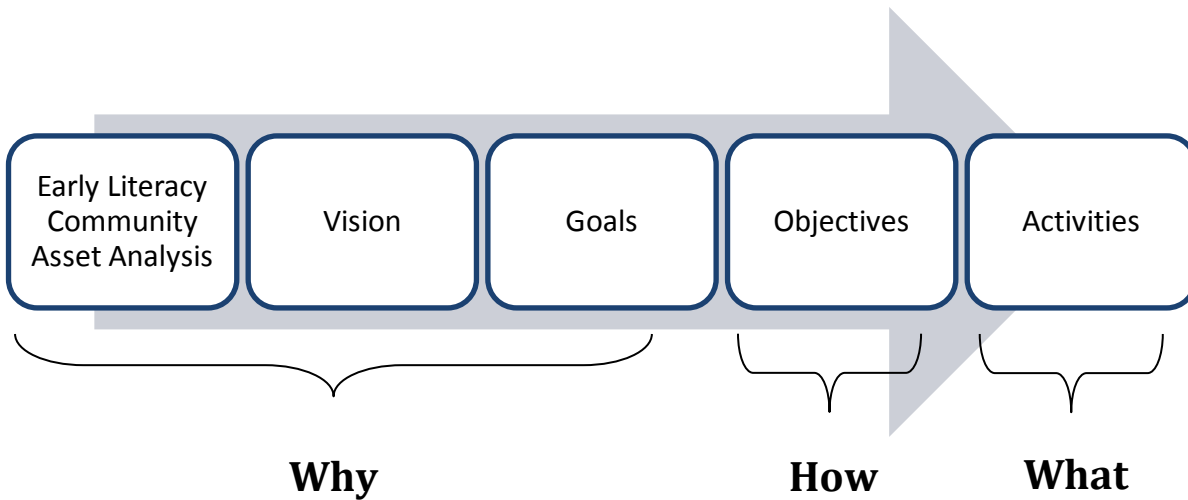 Early Literacy
Community
Asset Analysis
Vision
Goals
Objectives
Activities
Why
How
What